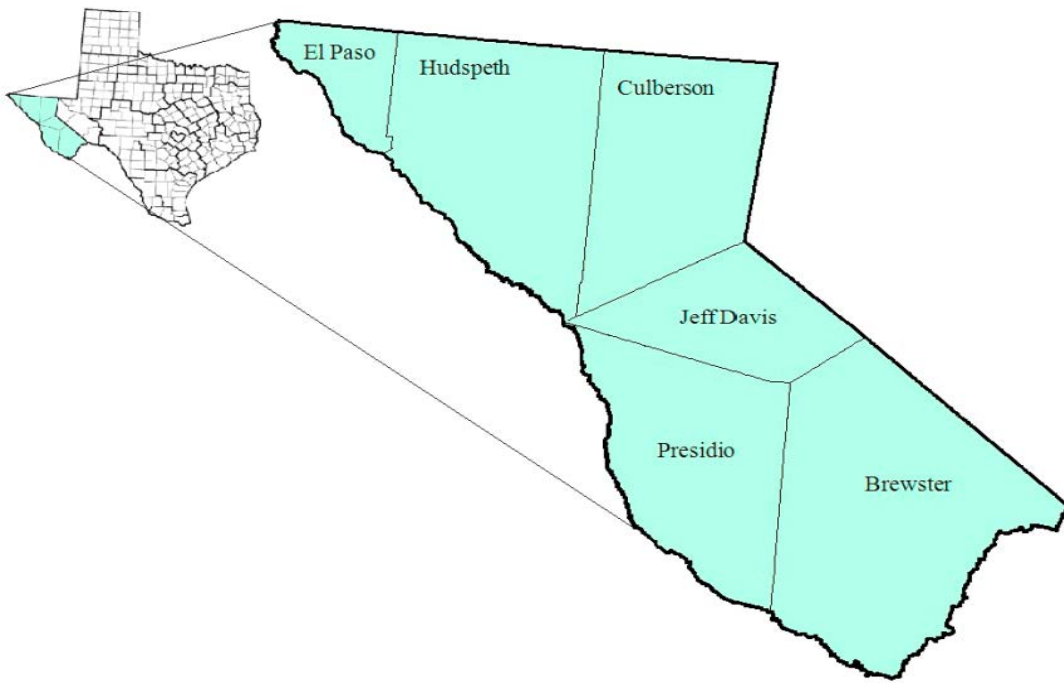 El Paso
Hudspeth
Culberson
Jeff Davis
Presidio
Brewster